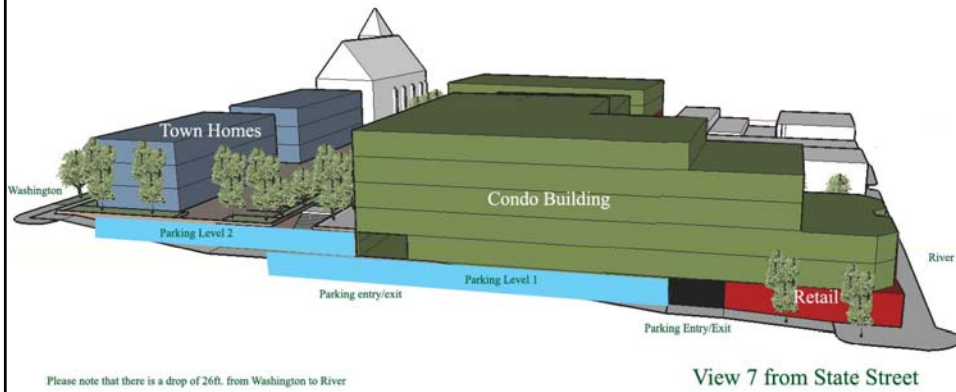 Town Homes
Washington
Condo Building
Parking Level 2
River
Parking Level 1
Parking entry/exit
Retail
Parking Entry/Exit
Please note that there is a drop of 26ft. from Washington to River
View 7 from State Street